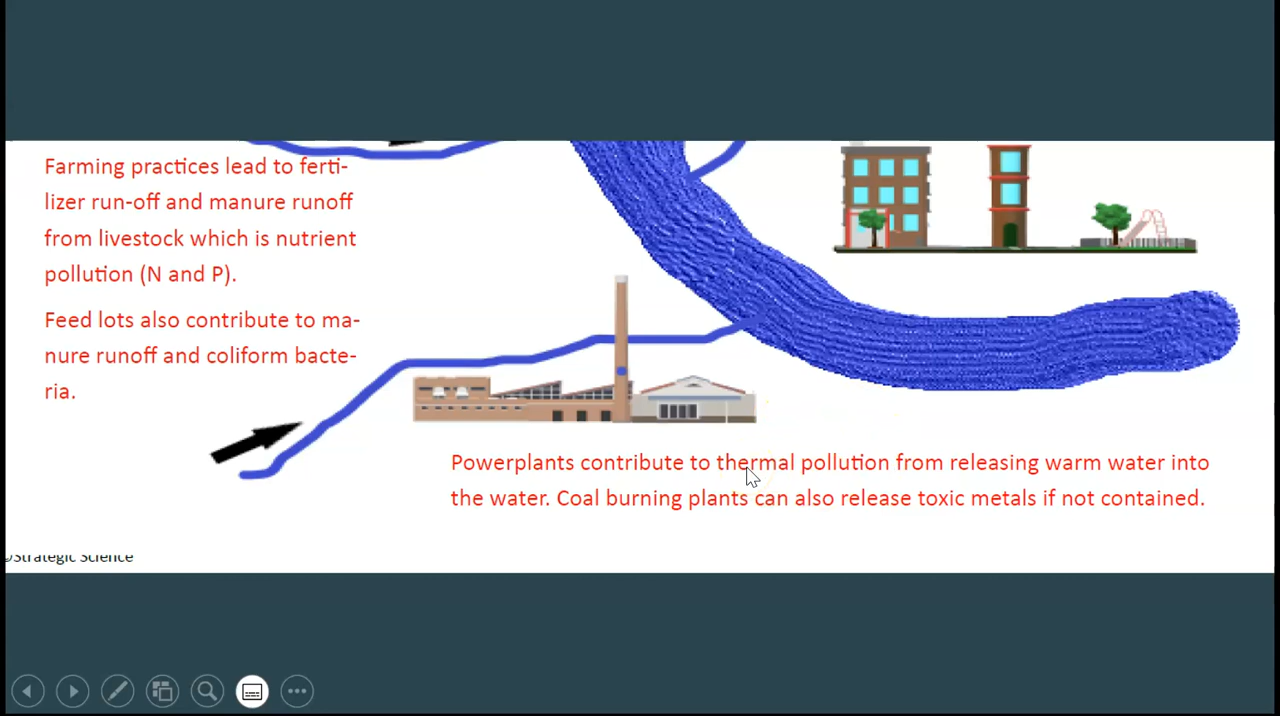 Farming practices lead to ferti-
lizer run-off and manure runoff
from livestock which is nutrient
pollution (N and P).
Feed lots also contribute to ma-
nure runoff and coliform bacte-
ria.
Powerplants contribute to thermal pollution from releasing warm water into
the water. Coal burning plants can also release toxic metals if not contained.
©Strategic Science